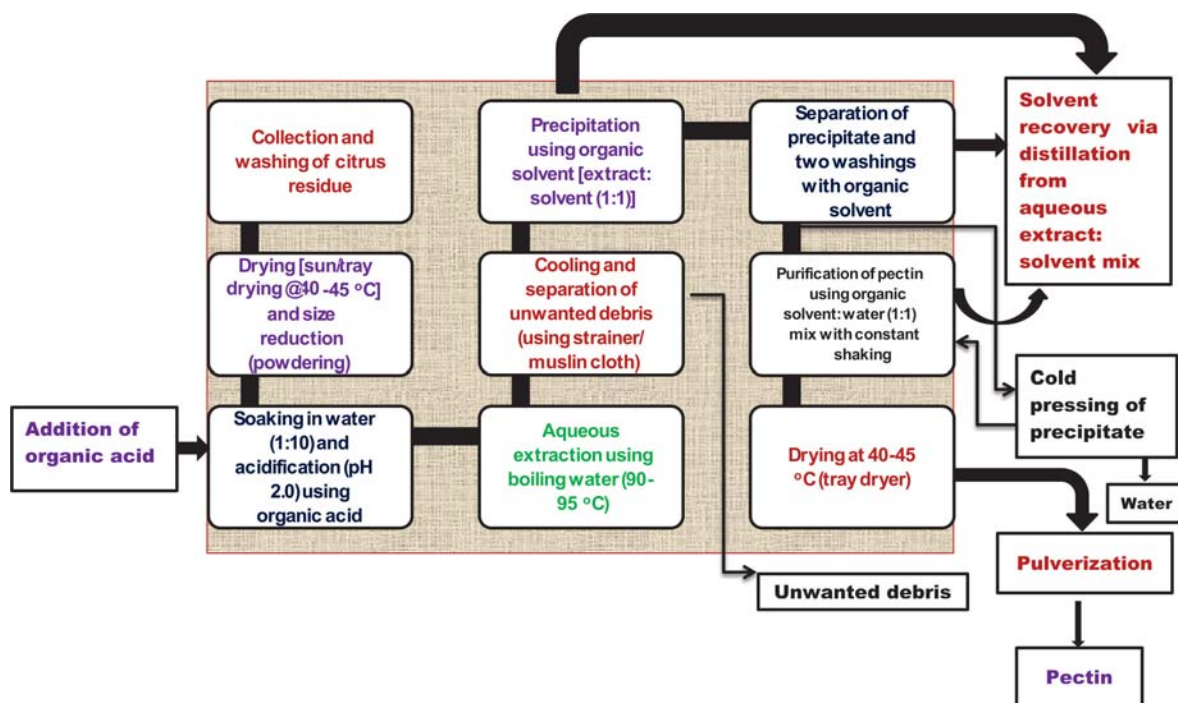 Collection and
washing of citrus
residue
Drying [sun/tray
drying @40 -45 °C]
and size
reduction
(powdering)
Addition of
organic acid
Soaking in water
(1:10) and
acidification (pH
2.0) using
organic acid
Aqueous
extraction using
boiling water (90-
95 °C)
Cooling and
separation of
unwanted debris
(using strainer/
muslin cloth)
Unwanted debris
Precipitation
using organic
solvent [extract:
solvent (1:1)]
Separation of
precipitate and
two washings
with organic
solvent
Solvent
recovery via
distillation
from
aqueous
extract:
solvent mix
Purification of pectin
using organic
solvent: water (1:1)
mix with constant
shaking
Cold
pressing of
precipitate
Water
Drying at 40-45
°C (tray dryer)
Pulverization
Pectin